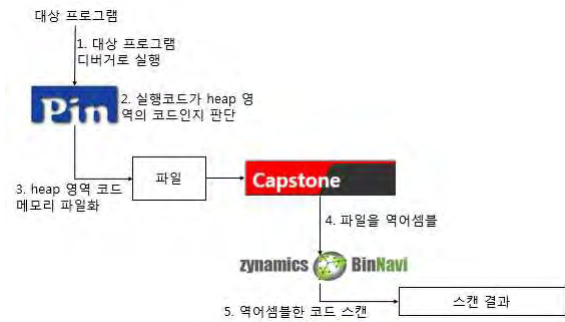 대상 프로그램
1. 대상 프로그램
디버거로 실행
Pin
2. 실행코드가 heap 영
역의 코드인지 판단
3. heap 영역 코드
메모리 파일화
파일
Capstone
4. 파일을 역어셈블
zynamics BinNavi
5. 역어셈블한 코드 스캔
스캔 결과